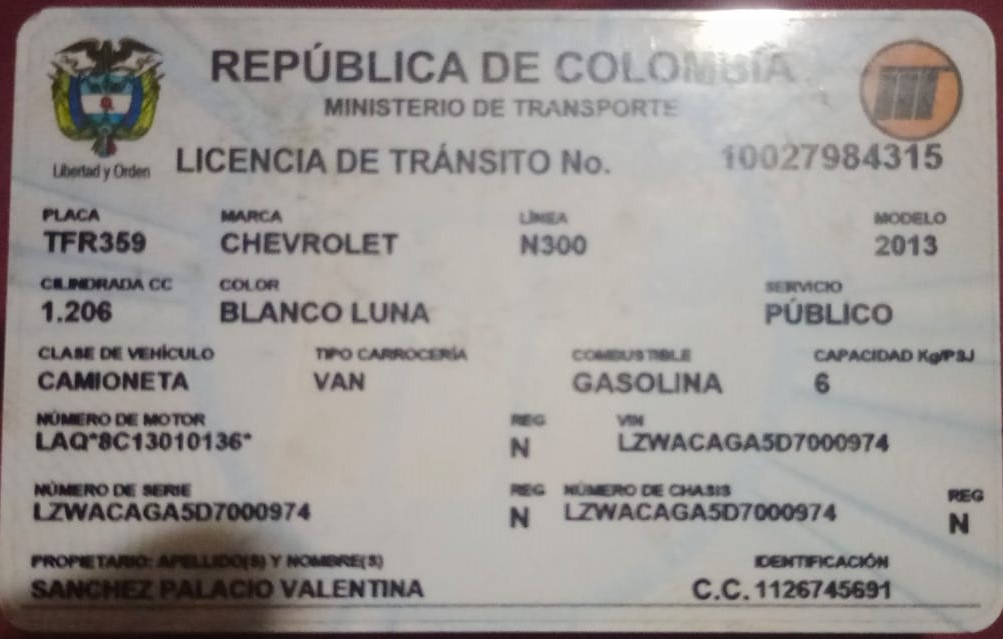 REPÚBLICA DE COLOMBIA
MINISTERIO DE TRANSPORTE
Libertad y Orden
LICENCIA DE TRÁNSITO No. 10027984315
PLACA MARCA LÍNEA MODELO
TFR359 CHEVROLET N300 2013
CILINDRADA CC COLOR SERVICIO
1.206 BLANCO LUNA PÚBLICO
CLASE DE VEHÍCULO TIPO CARROCERÍA COMBUSTIBLE CAPACIDAD Kg/PSJ
CAMIONETA VAN GASOLINA 6
NÚMERO DE MOTOR REG VIN
LAQ*8C13010136* N LZWACAGA5D7000974
NÚMERO DE SERIE REG NÚMERO DE CHASIS REG
LZWACAGA5D7000974 N LZWACAGA5D7000974 N
PROPIETARIO: APELLIDO(S) Y NOMBRE(S) IDENTIFICACIÓN
SANCHEZ PALACIO VALENTINA C.C. 1126745691